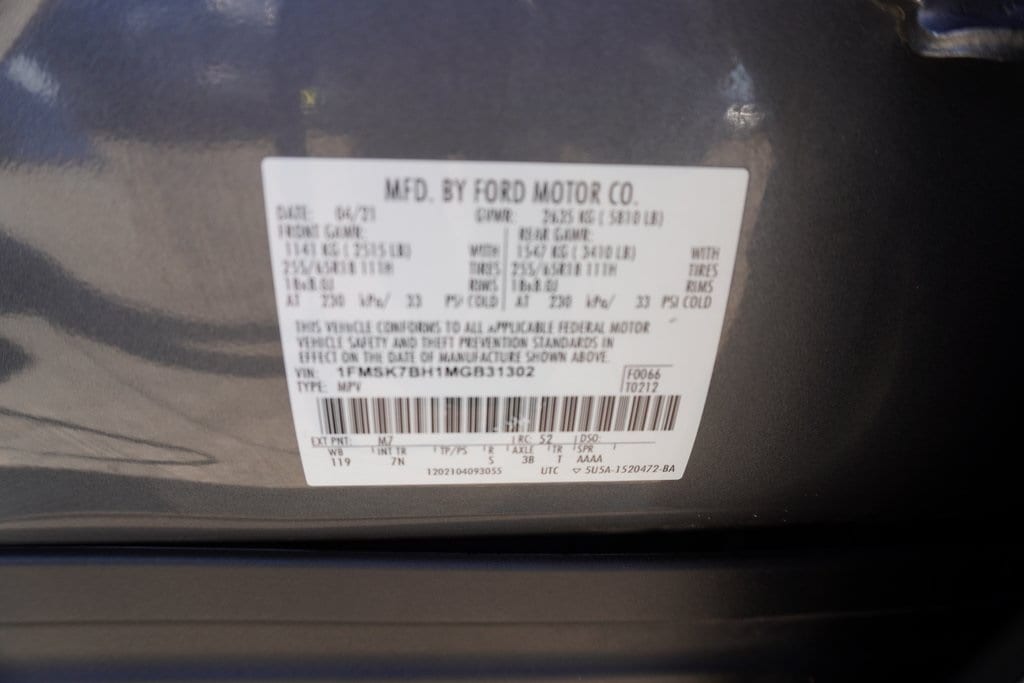 MFD. BY FORD MOTOR CO.
DATE: 04/21 GVWR: 2635 KG ( 5810 LB)
FRONT GAWR: REAR GAWR:
1141 KG ( 2515 LB) WITH 1547 KG ( 3410 LB) WITH
255/65R18 111H TIRES 255/65R18 111H TIRES
18x8.0J RIMS 18x8.0J RIMS
AT 230 kPa/ 33 PSI COLD AT 230 kPa/ 33 PSI COLD
THIS VEHICLE CONFORMS TO ALL APPLICABLE FEDERAL MOTOR
VEHICLE SAFETY AND THEFT PREVENTION STANDARDS IN
EFFECT ON THE DATE OF MANUFACTURE SHOWN ABOVE.
VIN: 1FMSK7BH1MGB31302 F0066
TYPE: MPV T0212
EXT PNT: M7 RC: 52 DSO:
WB INT TR TP/PS R AXLE TR SPR
119 7N 5 3B T AAAA
1202104093055 UTC ▽ 5U5A-1520472-BA